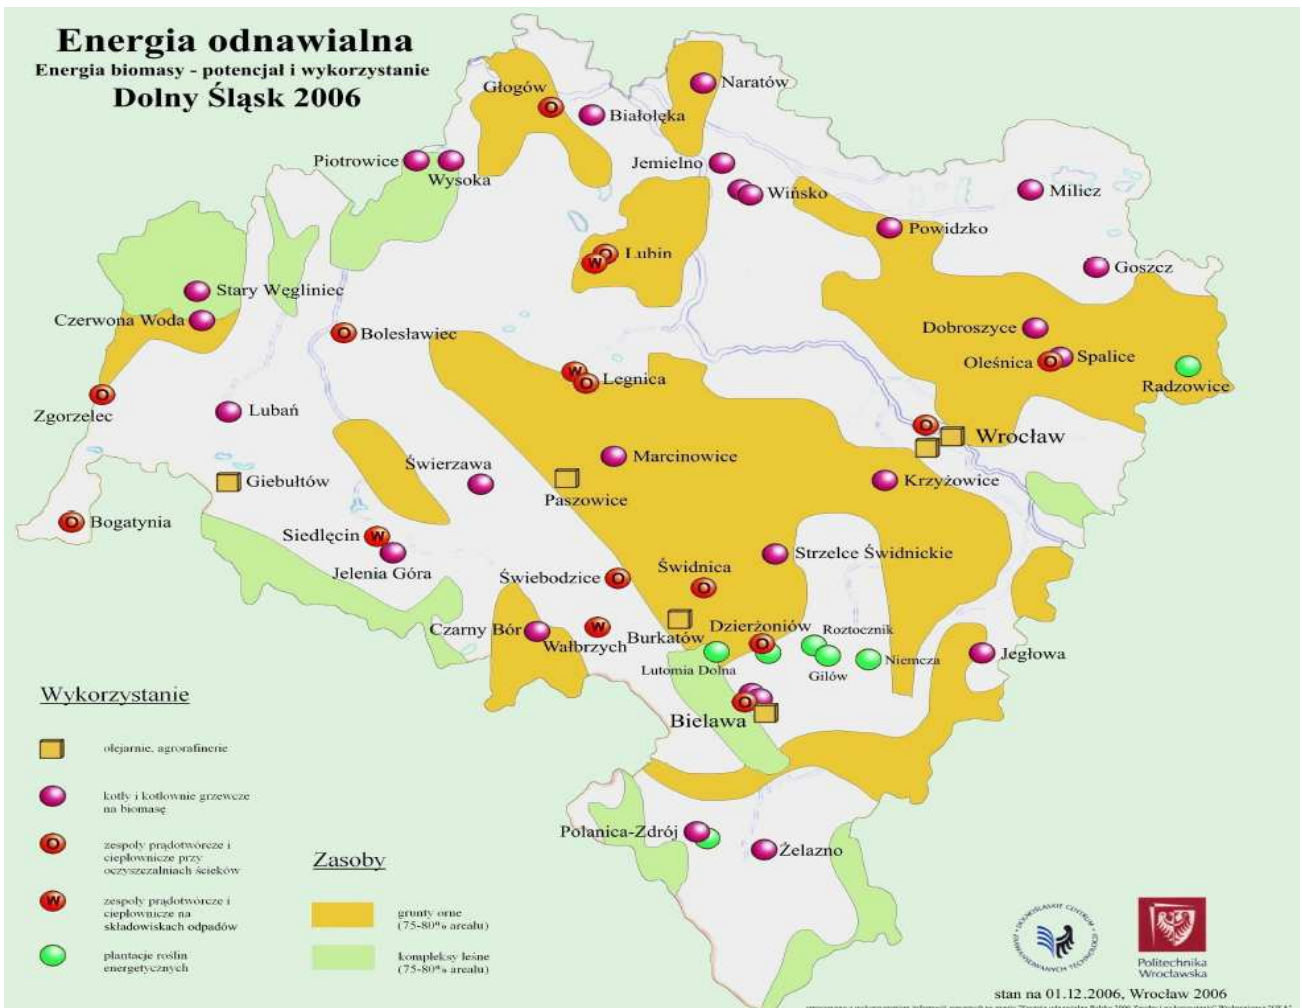 Energia odnawialna
Energia biomasy - potencjał i wykorzystanie
Dolny Śląsk 2006
Głogów
O
Naratów
Białołęka
Piotrowice
Wysoka
Jemielno
Wińsko
Milicz
Powidzko
Lubin
O
W
Goszcz
Stary Węgliniec
Czerwona Woda
O
Bolesławiec
Dobroszyce
Oleśnica
O
Spalice
Radzowice
W
O
Legnica
O
Zgorzelec
Lubań
O
Wrocław
Marcinowice
Świerzawa
Giebułtów
Paszowice
Krzyżowice
O
Bogatynia
Siedlęcin
W
Jelenia Góra
Strzelce Świdnickie
Świebodzice
O
Świdnica
O
Czarny Bór
W
Wałbrzych
Burkatów
Dzierżoniów
O
Roztocznik
Lutomia Dolna
Gilów
Niemcza
Jegłowa
Bielawa
O
Polanica-Zdrój
Żelazno
Wykorzystanie
olejarnie, agrorafinerie
kotły i kotłownie grzewcze
na biomasę
O
zespoły prądotwórcze i
ciepłownicze przy
oczyszczalniach ścieków
W
zespoły prądotwórcze i
ciepłownicze na
składowiskach odpadów
plantacje roślin
energetycznych
Zasoby
grunty orne
(75-80% areału)
kompleksy leśne
(75-80% areału)
DOLNOŚLĄSKIE CENTRUM
ZAAWANSOWANYCH TECHNOLOGII
Politechnika
Wrocławska
stan na 01.12.2006, Wrocław 2006